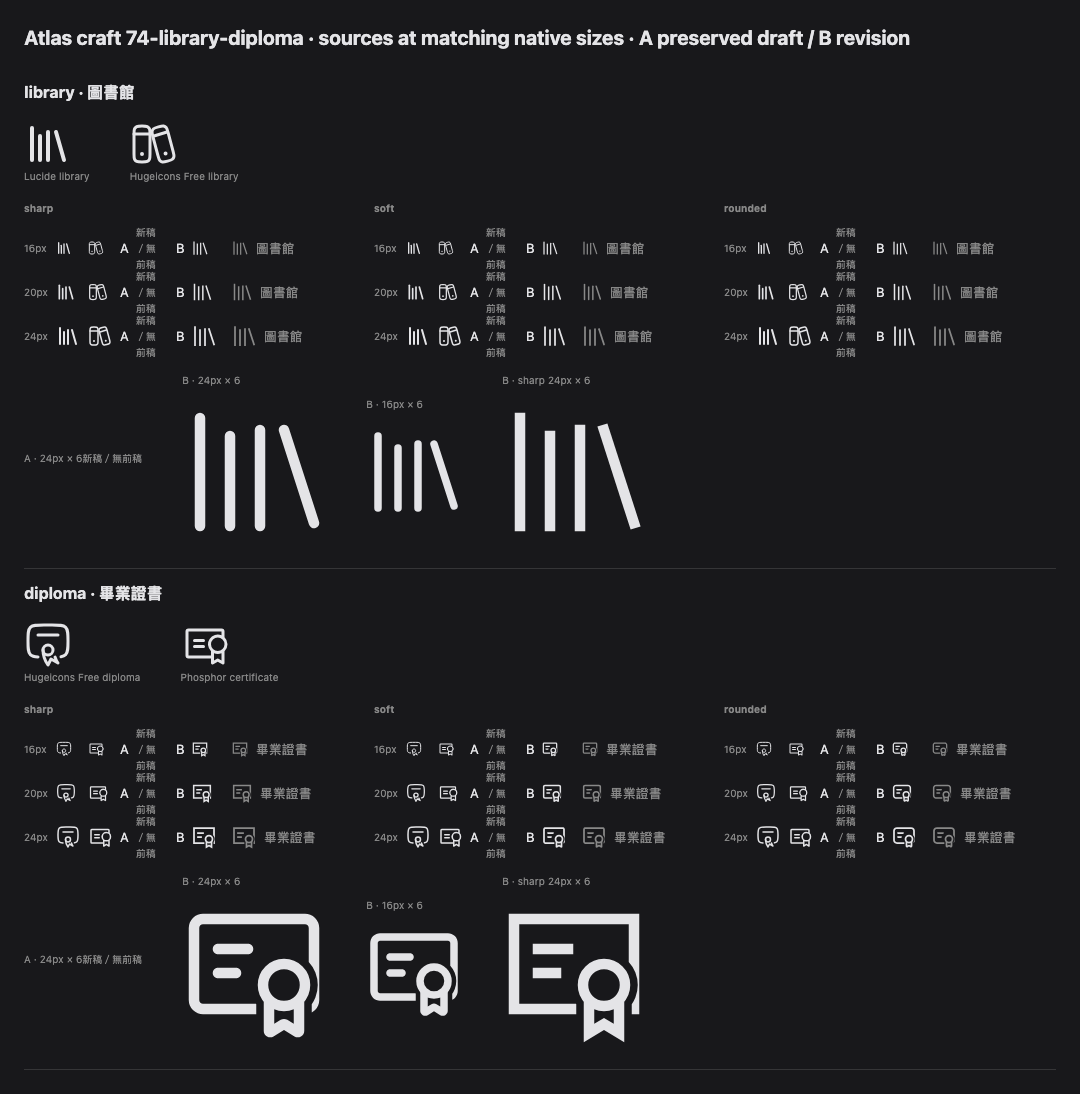 Atlas craft 74-library-diploma · sources at matching native sizes · A preserved draft / B revision
library · 圖書館
Lucide library
Hugeicons Free library
sharp
soft
rounded
16px A 新稿 / 無前稿 B 圖書館
16px A 新稿 / 無前稿 B 圖書館
16px A 新稿 / 無前稿 B 圖書館
20px A 新稿 / 無前稿 B 圖書館
20px A 新稿 / 無前稿 B 圖書館
20px A 新稿 / 無前稿 B 圖書館
24px A 新稿 / 無前稿 B 圖書館
24px A 新稿 / 無前稿 B 圖書館
24px A 新稿 / 無前稿 B 圖書館
B · 24px × 6
B · 16px × 6
B · sharp 24px × 6
A · 24px × 6新稿 / 無前稿
diploma · 畢業證書
Hugeicons Free diploma
Phosphor certificate
sharp
soft
rounded
16px A 新稿 / 無前稿 B 畢業證書
16px A 新稿 / 無前稿 B 畢業證書
16px A 新稿 / 無前稿 B 畢業證書
20px A 新稿 / 無前稿 B 畢業證書
20px A 新稿 / 無前稿 B 畢業證書
20px A 新稿 / 無前稿 B 畢業證書
24px A 新稿 / 無前稿 B 畢業證書
24px A 新稿 / 無前稿 B 畢業證書
24px A 新稿 / 無前稿 B 畢業證書
B · 24px × 6
B · 16px × 6
B · sharp 24px × 6
A · 24px × 6新稿 / 無前稿